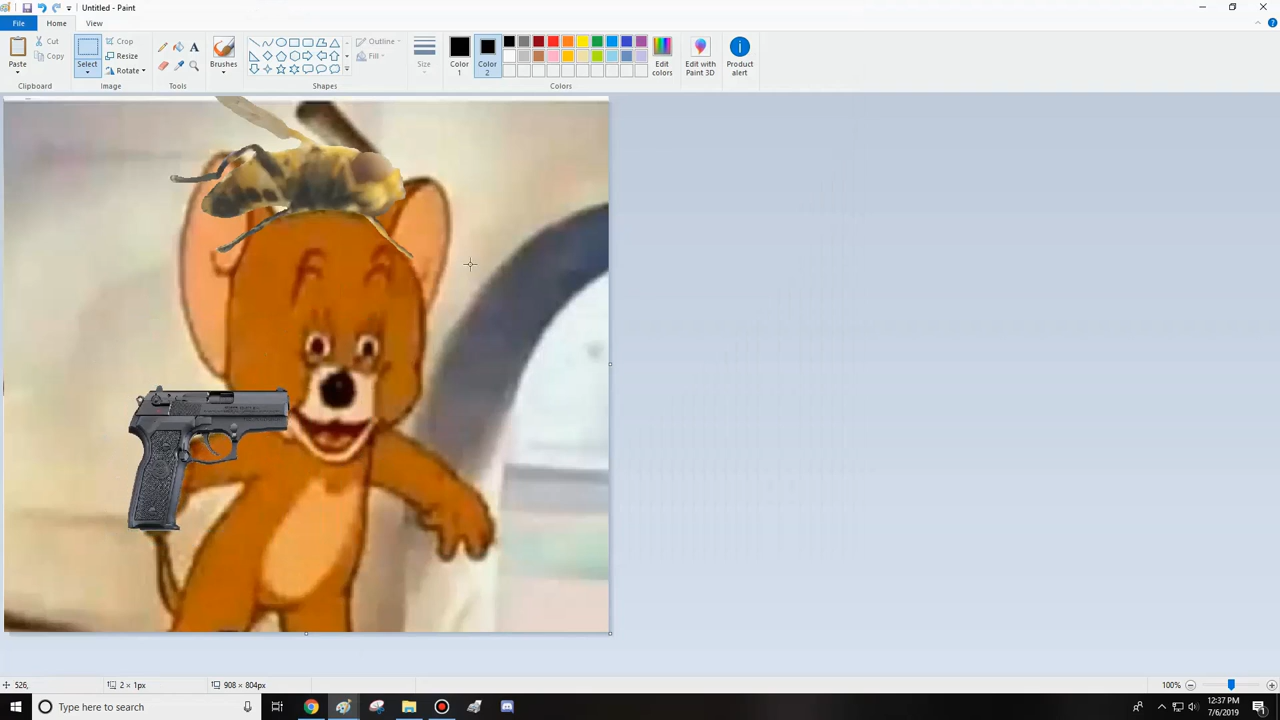 Untitled - Paint
File
Home
View
Paste
Cut
Copy
Clipboard
Select
Crop
Resize
Rotate
Image
A
Tools
Brushes
Outline
Fill
Shapes
Size
Color
1
Color
2
Edit
colors
Edit with
Paint 3D
Product
alert
Colors
526,
2 × 1px
908 × 804px
100%
Type here to search
12:37 PM
7/6/2019